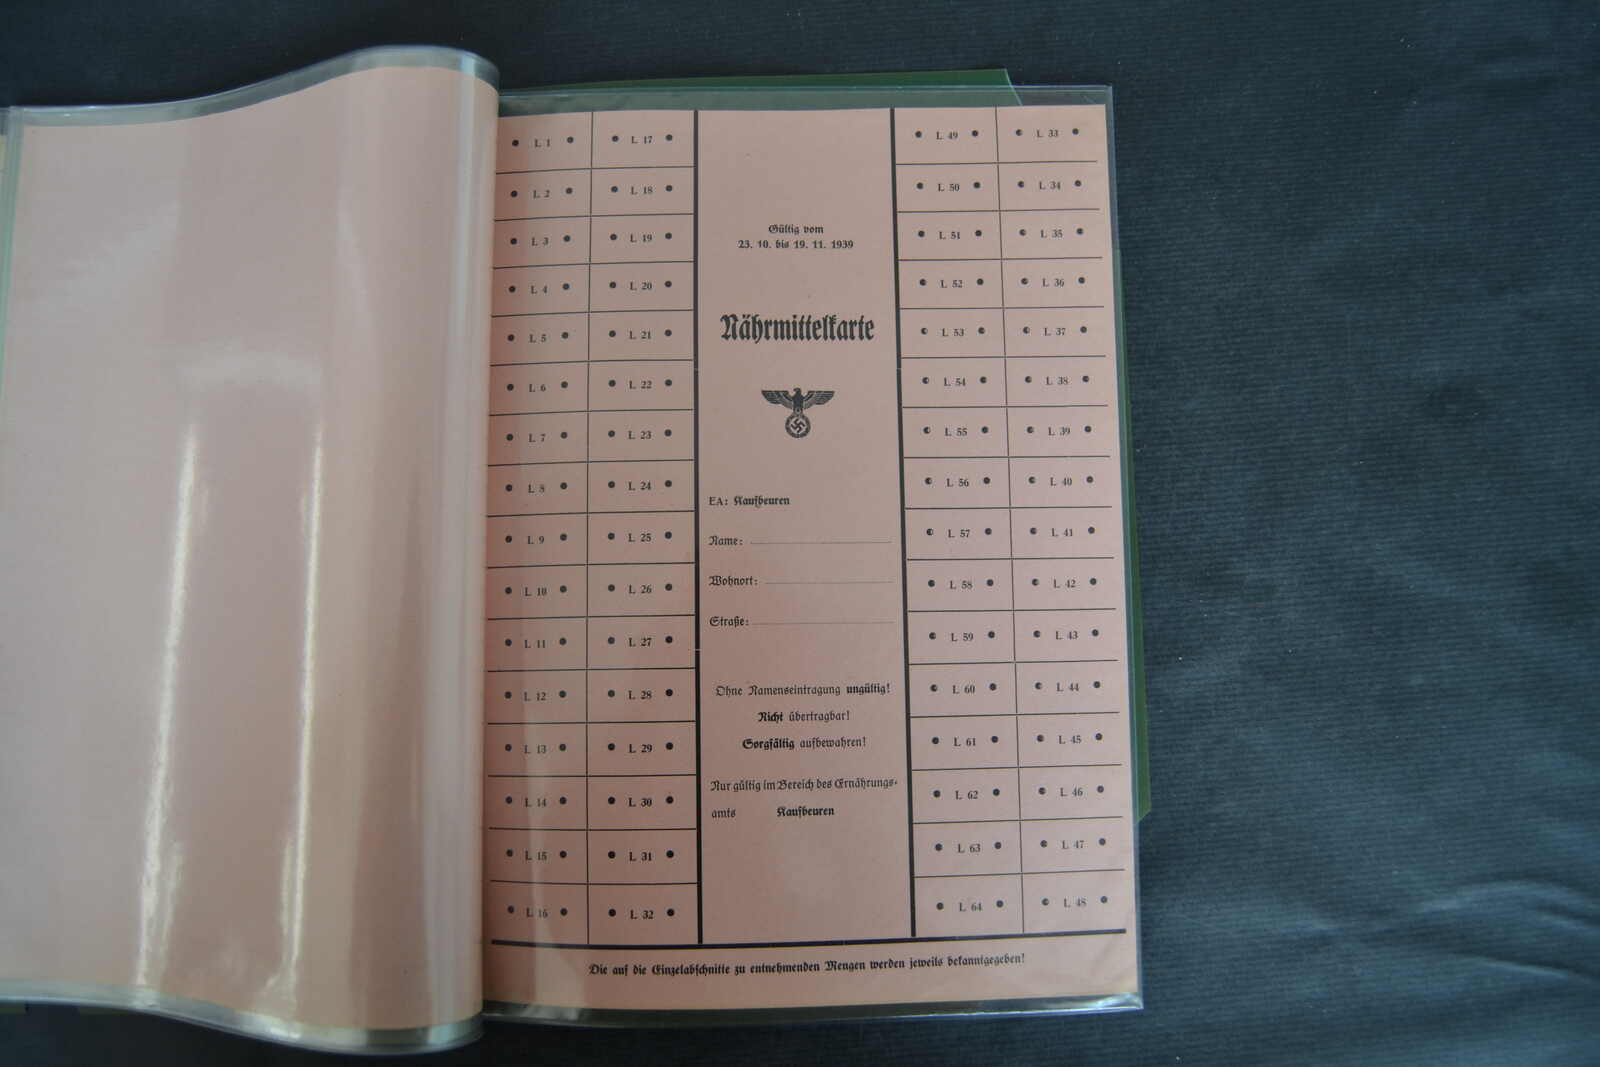 L 1
L 2
L 3
L 4
L 5
L 6
L 7
L 8
L 9
L 10
L 11
L 12
L 13
L 14
L 15
L 16
L 17
L 18
L 19
L 20
L 21
L 22
L 23
L 24
L 25
L 26
L 27
L 28
L 29
L 30
L 31
L 32
Gültig vom
23. 10. bis 19. 11. 1939
Nährmittelkarte
EA: Kaufbeuren
Name:
Wohnort:
Straße:
Ohne Namenseintragung ungültig!
Nicht übertragbar!
Sorgfältig aufbewahren!
Nur gültig im Bereich des Ernährungs-
amts Kaufbeuren
L 49
L 50
L 51
L 52
L 53
L 54
L 55
L 56
L 57
L 58
L 59
L 60
L 61
L 62
L 63
L 64
L 33
L 34
L 35
L 36
L 37
L 38
L 39
L 40
L 41
L 42
L 43
L 44
L 45
L 46
L 47
L 48
Die auf die Einzelabschnitte zu entnehmenden Mengen werden jeweils bekanntgegeben!